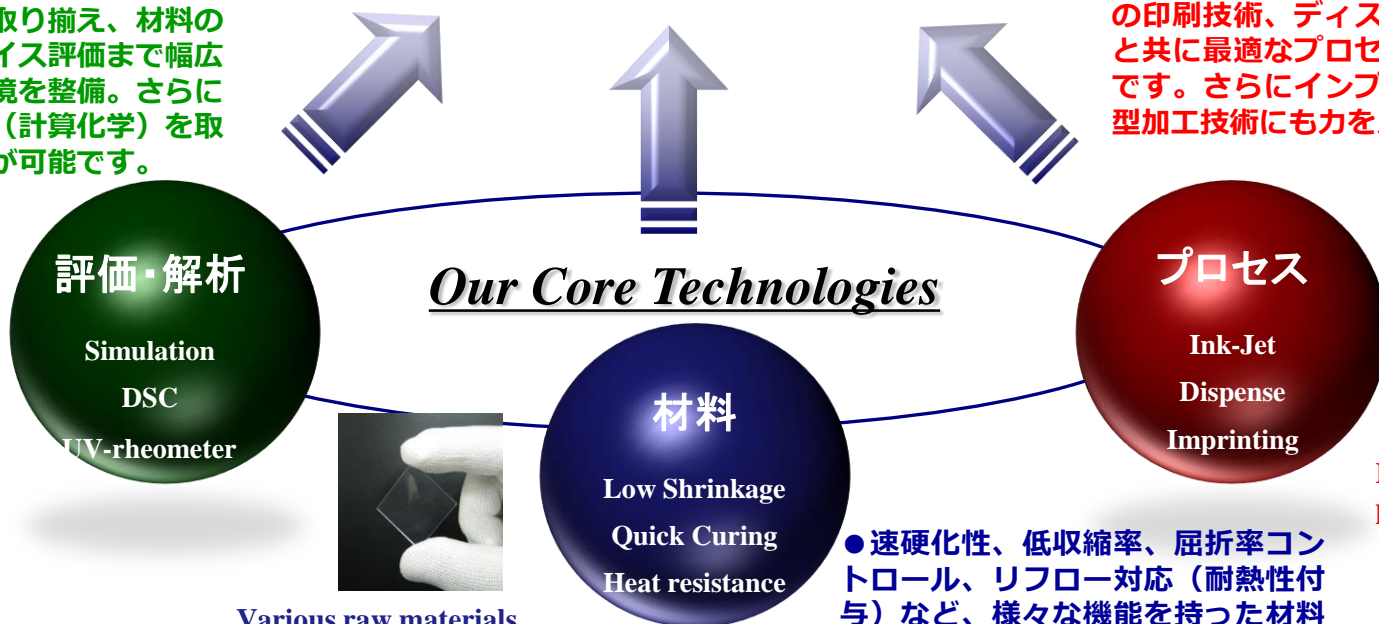 取り揃え、材料の
イス評価まで幅広
境を整備。さらに
（計算化学）を取
が可能です。
の印刷技術、ディス
と共に最適なプロセ
です。さらにインプ
型加工技術にも力を
評価・解析
Simulation
DSC
UV-rheometer
Our Core Technologies
プロセス
Ink-Jet
Dispense
Imprinting
材料
Low Shrinkage
Quick Curing
Heat resistance
●速硬化性、低収縮率、屈折率コン
トロール、リフロー対応（耐熱性付
与）など、様々な機能を持った材料
Various raw materials